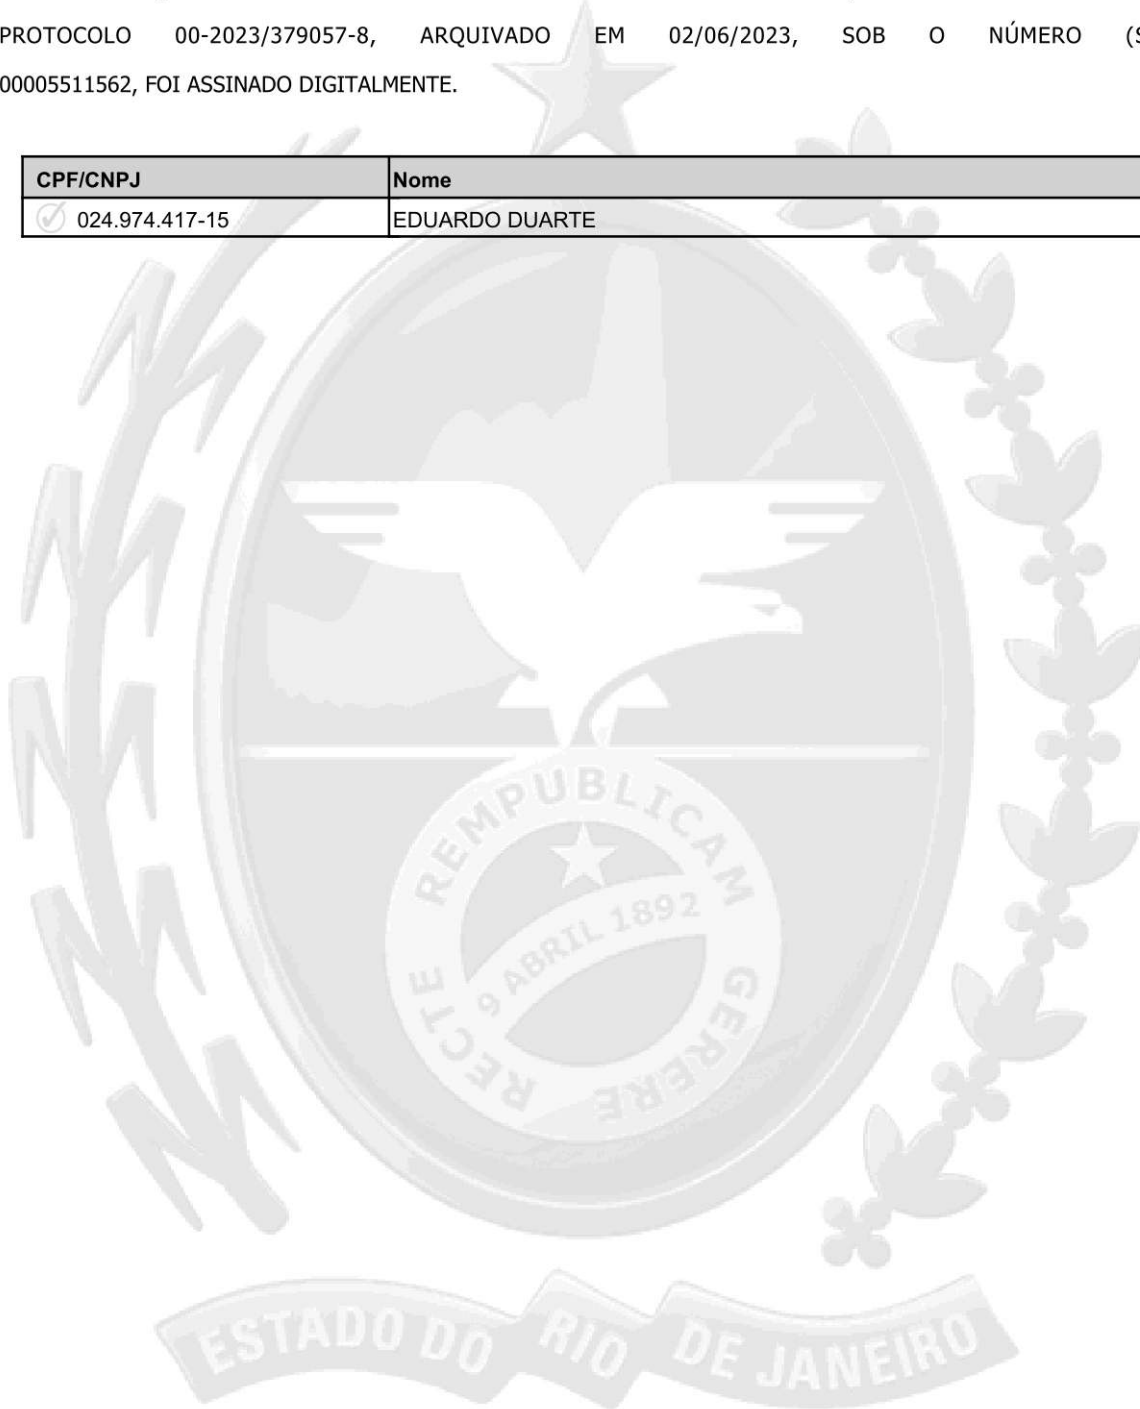 PROTOCOLO 00-2023/379057-8, ARQUIVADO EM 02/06/2023, SOB O NÚMERO (S
00005511562, FOI ASSINADO DIGITALMENTE.
CPF/CNPJ Nome
024.974.417-15 EDUARDO DUARTE
RECTE REMPUBLICAM GERERE
9 ABRIL 1892
ESTADO DO RIO DE JANEIRO